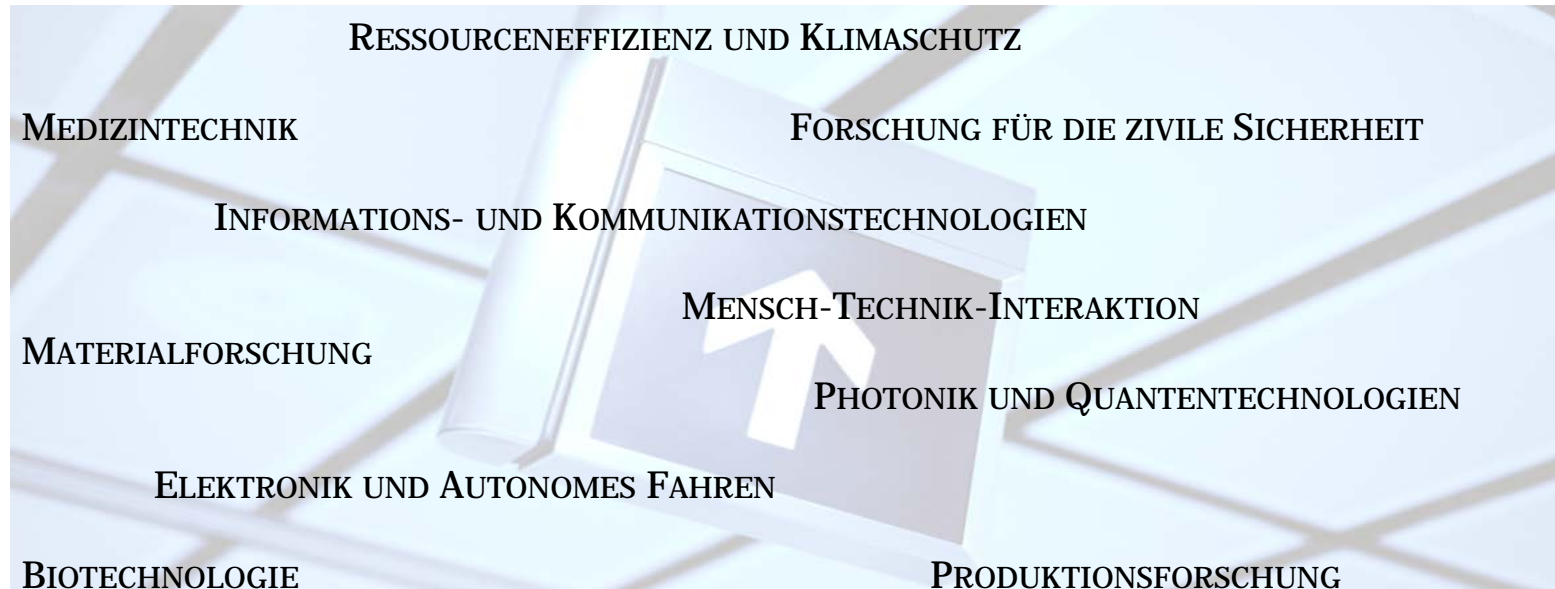 RESSOURCENEFFIZIENZ UND KLIMASCHUTZ
MEDIZINTECHNIK
FORSCHUNG FÜR DIE ZIVILE SICHERHEIT
INFORMATIONS- UND KOMMUNIKATIONSTECHNOLOGIEN
MENSCH-TECHNIK-INTERAKTION
MATERIALFORSCHUNG
PHOTONIK UND QUANTENTECHNOLOGIEN
ELEKTRONIK UND AUTONOMES FAHREN
BIOTECHNOLOGIE
PRODUKTIONSFORSCHUNG